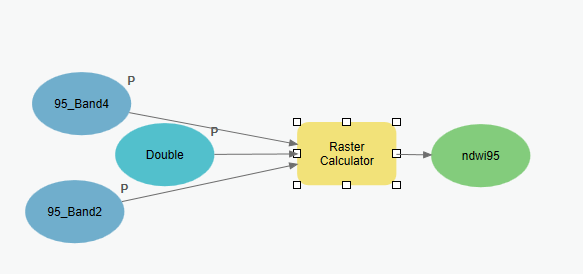 P
95_Band4
P
Double
Raster
Calculator
ndwi95
P
95_Band2